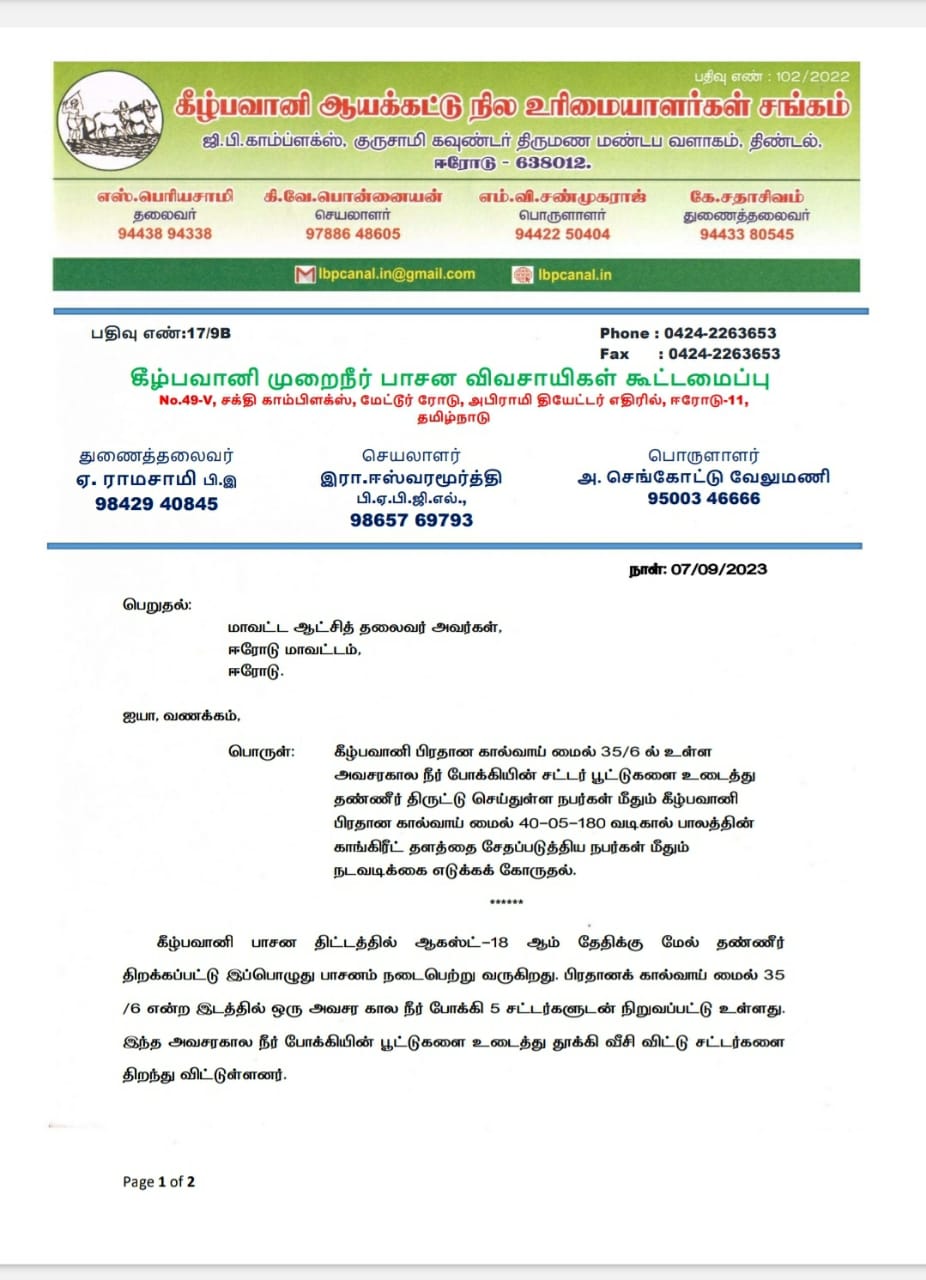 பதிவு எண் : 102/2022
கீழ்பவானி ஆயக்கட்டு நில உரிமையாளர்கள் சங்கம்
ஜி.பி.காம்ப்ளக்ஸ், குருசாமி கவுண்டர் திருமண மண்டப வளாகம், திண்டல்,
ஈரோடு - 638012.
எஸ்.பெரியசாமி கி.வே.பொன்னையன் எம்.வி.சண்முகராஜ் கே.சதாசிவம்
தலைவர் செயலாளர் பொருளாளர் துணைத்தலைவர்
94438 94338 97886 48605 94422 50404 94433 80545
lbpcanal.in@gmail.com lbpcanal.in
பதிவு எண்:17/9B Phone : 0424-2263653
Fax : 0424-2263653
கீழ்பவானி முறைநீர் பாசன விவசாயிகள் கூட்டமைப்பு
No.49-V, சக்தி காம்பிளக்ஸ், மேட்டூர் ரோடு, அபிராமி தியேட்டர் எதிரில், ஈரோடு-11,
தமிழ்நாடு
துணைத்தலைவர் செயலாளர் பொருளாளர்
ஏ. ராமசாமி பி.இ இரா.ஈஸ்வரமூர்த்தி அ. செங்கோட்டு வேலுமணி
98429 40845 பி.ஏ.பி.ஜி.எல்., 95003 46666
98657 69793
நாள்: 07/09/2023
பெறுதல்:
மாவட்ட ஆட்சித் தலைவர் அவர்கள்,
ஈரோடு மாவட்டம்,
ஈரோடு.
ஐயா, வணக்கம்,
பொருள்: கீழ்பவானி பிரதான கால்வாய் மைல் 35/6 ல் உள்ள
அவசரகால நீர் போக்கியின் சட்டர் பூட்டுகளை உடைத்து
தண்ணீர் திருட்டு செய்துள்ள நபர்கள் மீதும் கீழ்பவானி
பிரதான கால்வாய் மைல் 40-05-180 வடிகால் பாலத்தின்
காங்கிரீட் தளத்தை சேதப்படுத்திய நபர்கள் மீதும்
நடவடிக்கை எடுக்கக் கோருதல்.
******
கீழ்பவானி பாசன திட்டத்தில் ஆகஸ்ட்-18 ஆம் தேதிக்கு மேல் தண்ணீர்
திறக்கப்பட்டு இப்பொழுது பாசனம் நடைபெற்று வருகிறது. பிரதானக் கால்வாய் மைல் 35
/6 என்ற இடத்தில் ஒரு அவசர கால நீர் போக்கி 5 சட்டர்களுடன் நிறுவப்பட்டு உள்ளது.
இந்த அவசரகால நீர் போக்கியின் பூட்டுகளை உடைத்து தூக்கி வீசி விட்டு சட்டர்களை
திறந்து விட்டுள்ளனர்.
Page 1 of 2